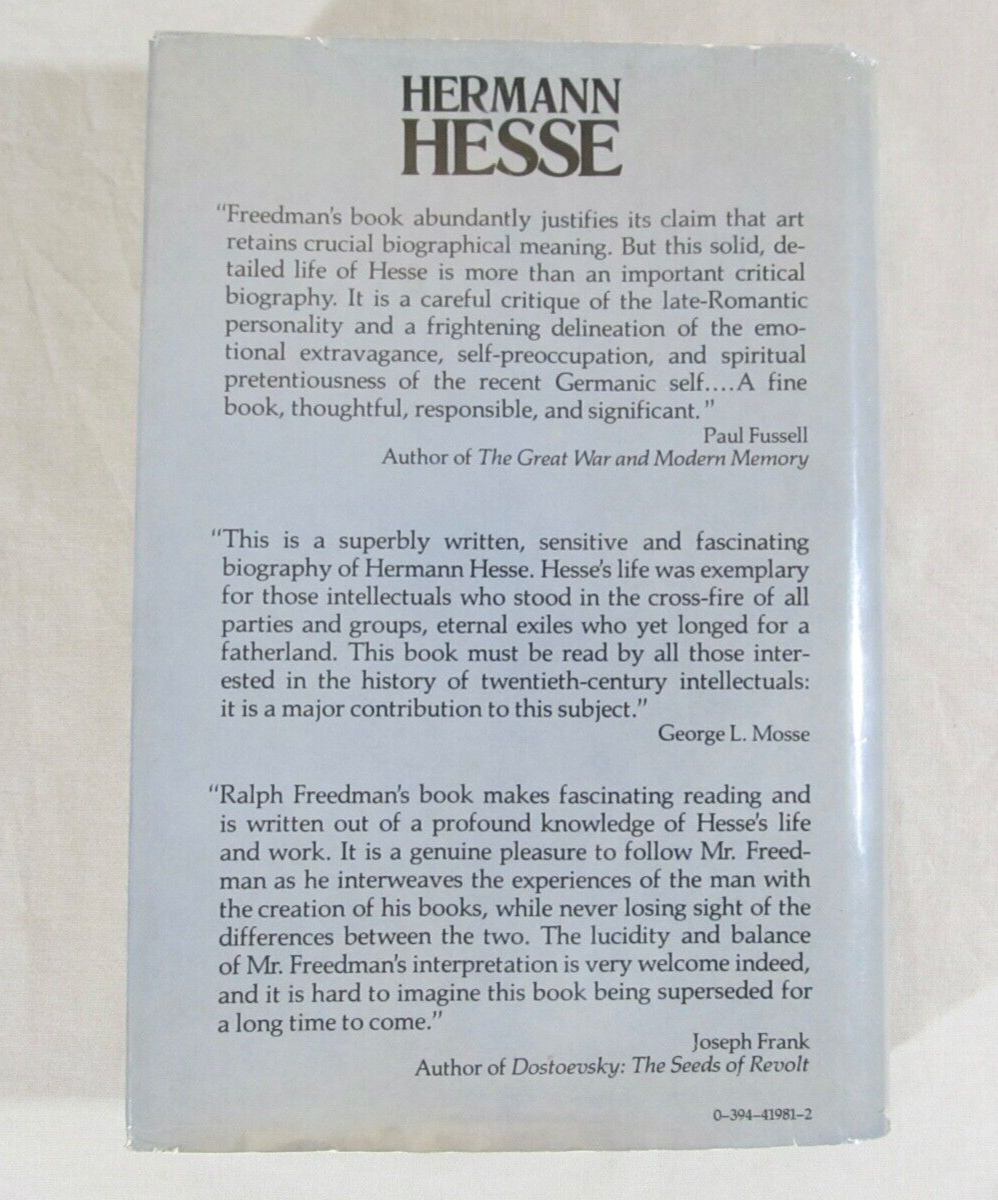 HERMANN
HESSE
“Freedman's book abundantly justifies its claim that art
retains crucial biographical meaning. But this solid, de-
tailed life of Hesse is more than an important critical
biography. It is a careful critique of the late-Romantic
personality and a frightening delineation of the emo-
tional extravagance, self-preoccupation, and spiritual
pretentiousness of the recent Germanic self....A fine
book, thoughtful, responsible, and significant.”
Paul Fussell
Author of The Great War and Modern Memory
“This is a superbly written, sensitive and fascinating
biography of Hermann Hesse. Hesse's life was exemplary
for those intellectuals who stood in the cross-fire of all
parties and groups, eternal exiles who yet longed for a
fatherland. This book must be read by all those inter-
ested in the history of twentieth-century intellectuals:
it is a major contribution to this subject.”
George L. Mosse
“Ralph Freedman's book makes fascinating reading and
is written out of a profound knowledge of Hesse's life
and work. It is a genuine pleasure to follow Mr. Freed-
man as he interweaves the experiences of the man with
the creation of his books, while never losing sight of the
differences between the two. The lucidity and balance
of Mr. Freedman's interpretation is very welcome indeed,
and it is hard to imagine this book being superseded for
a long time to come.”
Joseph Frank
Author of Dostoevsky: The Seeds of Revolt
0-394-41981-2